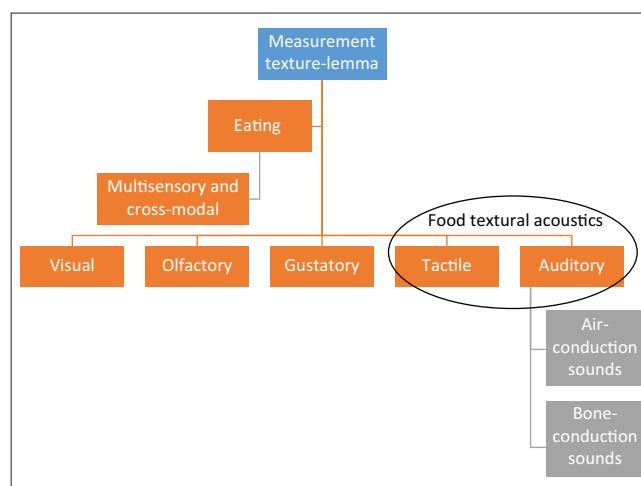 Measurement
texture-lemma
Eating
Multisensory and
cross-modal
Food textural acoustics
Visual
Olfactory
Gustatory
Tactile
Auditory
Air-
conduction
sounds
Bone-
conduction
sounds